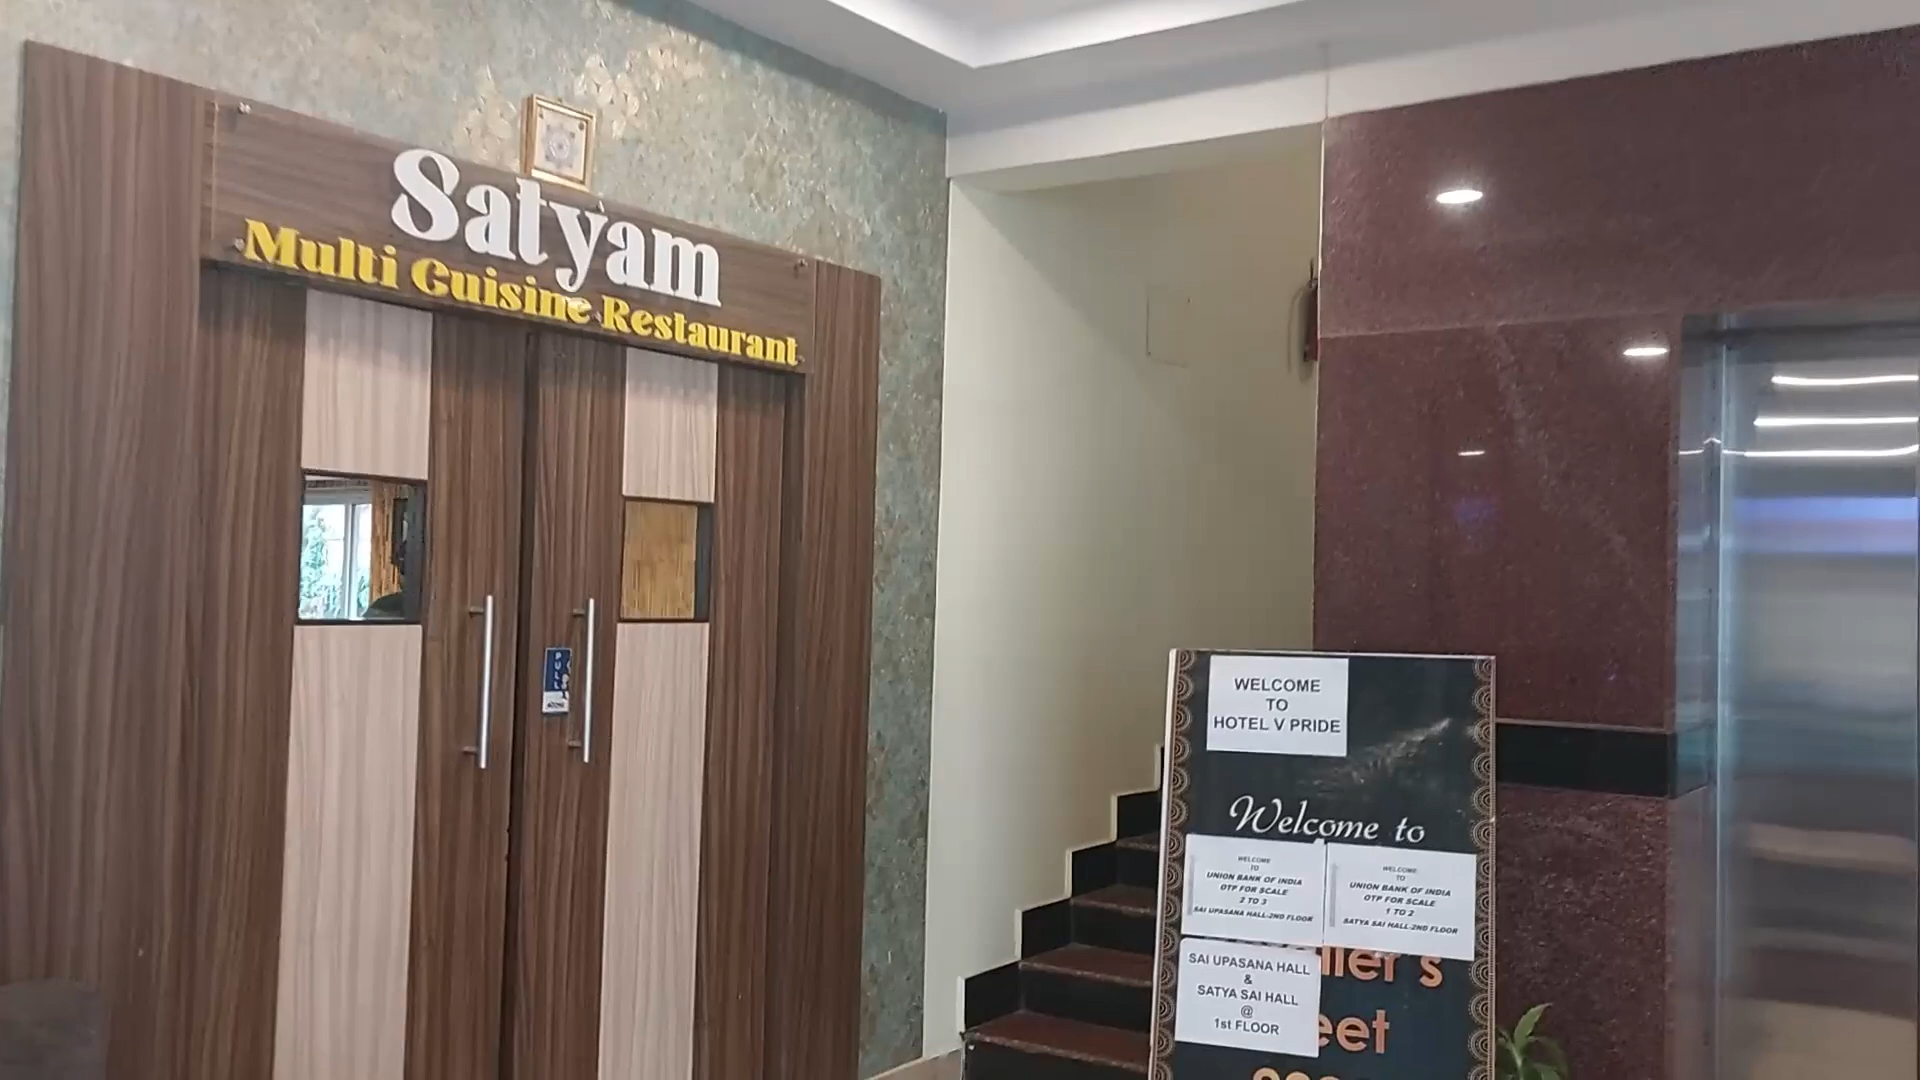 Satyam
Multi Cuisine Restaurant
PULL
WELCOME
TO
HOTEL V PRIDE
Welcome to
WELCOME
TO
UNION BANK OF INDIA
OTP FOR SCALE
2 TO 3
SAI UPASANA HALL-2ND FLOOR
WELCOME
TO
UNION BANK OF INDIA
OTP FOR SCALE
1 TO 2
SATYA SAI HALL-2ND FLOOR
SAI UPASANA HALL
&
SATYA SAI HALL
@
1st FLOOR